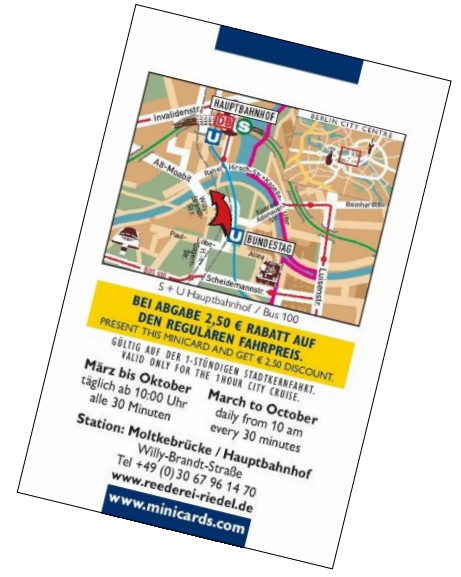 HAUPTBAHNHOF
BERLIN CITY CENTRE
Invalidenstr.
DB S
U
Alt-Moabit
Reinhardtstr.
U BUNDESTAG
Scheidemannstr.
Luisenstr.
S + U Hauptbahnhof / Bus 100
BEI ABGABE 2,50 € RABATT AUF
DEN REGULÄREN FAHRPREIS.
PRESENT THIS MINICARD AND GET € 2.50 DISCOUNT.
GÜLTIG AUF DER 1-STÜNDIGEN STADTKERNFAHRT.
VALID ONLY FOR THE 1HOUR CITY CRUISE.
März bis Oktober
täglich ab 10:00 Uhr
alle 30 Minuten
March to October
daily from 10 am
every 30 minutes
Station: Moltkebrücke / Hauptbahnhof
Willy-Brandt-Straße
Tel +49 (0)30 67 96 14 70
www.reederei-riedel.de
www.minicards.com